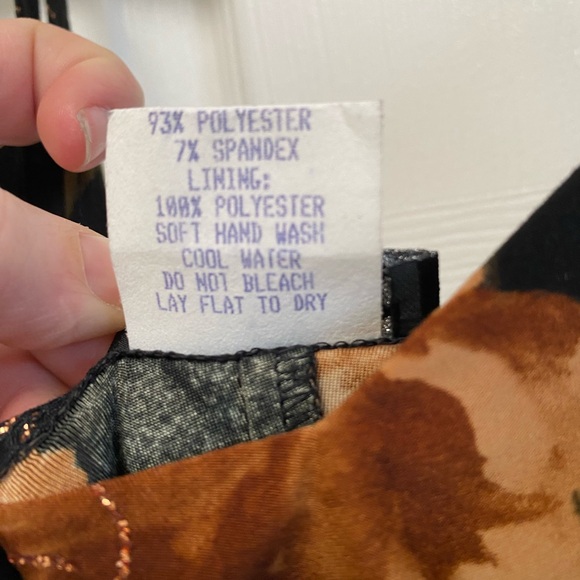 93% POLYESTER
7% SPANDEX
LINING:
100% POLYESTER
SOFT HAND WASH
COOL WATER
DO NOT BLEACH
LAY FLAT TO DRY